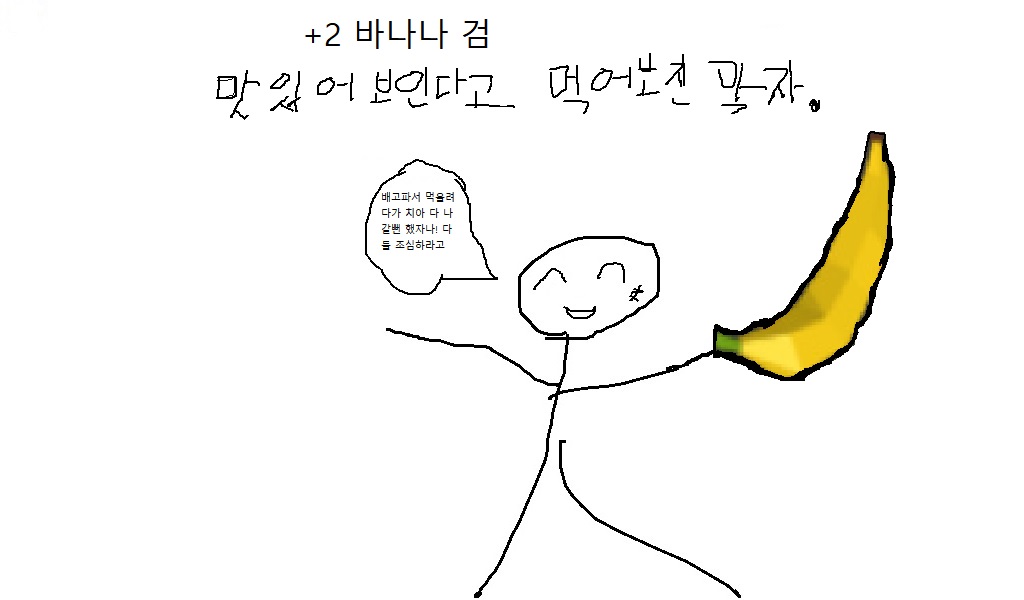 +2 바나나 검
맛있어 보인다고 먹어보진 말자.
배고파서 먹을려
다가 치아 다 나
갈뻔 했자나! 다
들 조심하라고